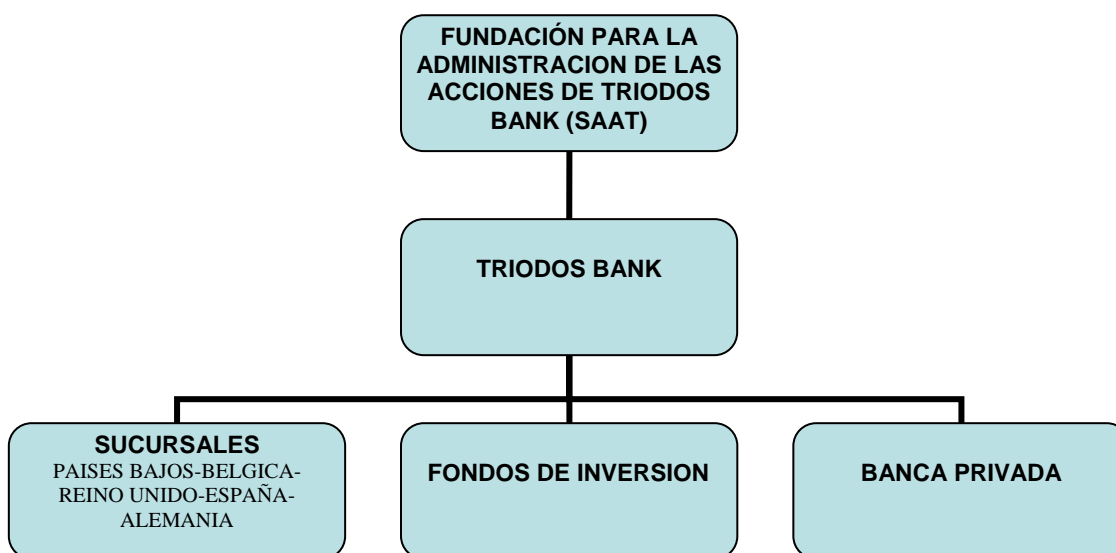 FUNDACIÓN PARA LA
ADMINISTRACION DE LAS
ACCIONES DE TRIODOS
BANK (SAAT)
TRIODOS BANK
SUCURSALES
PAISES BAJOS-BELGICA-
REINO UNIDO-ESPAÑA-
ALEMANIA
FONDOS DE INVERSION
BANCA PRIVADA